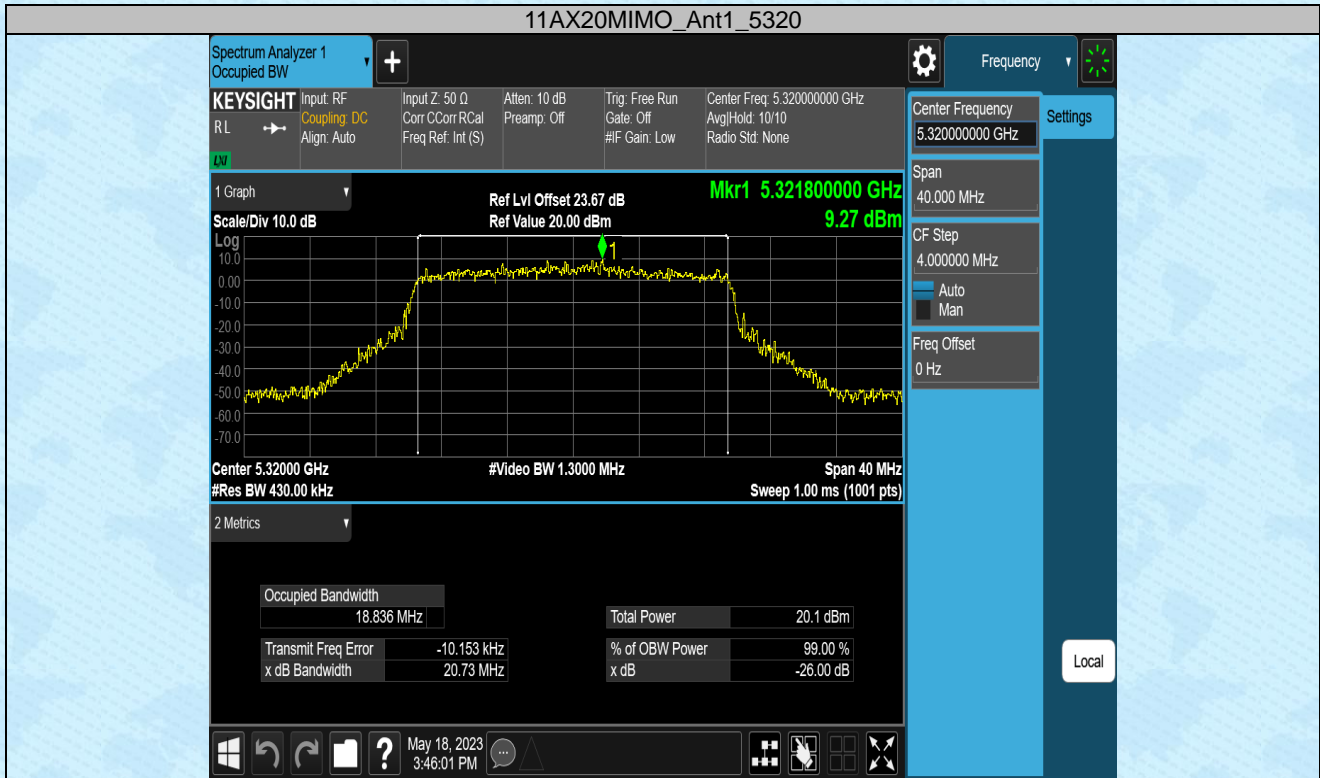 11AX20MIMO_Ant1_5320
Spectrum Analyzer 1
Occupied BW
+
Frequency
KEYSIGHT
R L
LXI
Input: RF
Coupling: DC
Align: Auto
Input Z: 50 Ω
Corr CCorr RCal
Freq Ref: Int (S)
Atten: 10 dB
Preamp: Off
Trig: Free Run
Gate: Off
#IF Gain: Low
Center Freq: 5.320000000 GHz
Avg|Hold: 10/10
Radio Std: None
Center Frequency
5.320000000 GHz
Settings
Span
40.000 MHz
CF Step
4.000000 MHz
Auto
Man
Freq Offset
0 Hz
Local
1 Graph
Scale/Div 10.0 dB
Ref Lvl Offset 23.67 dB
Ref Value 20.00 dBm
Mkr1 5.321800000 GHz
9.27 dBm
Log
10.0
0.00
-10.0
-20.0
-30.0
-40.0
-50.0
-60.0
-70.0
1
Center 5.32000 GHz
#Res BW 430.00 kHz
#Video BW 1.3000 MHz
Span 40 MHz
Sweep 1.00 ms (1001 pts)
2 Metrics
Occupied Bandwidth
18.836 MHz
Total Power 20.1 dBm
Transmit Freq Error -10.153 kHz
% of OBW Power 99.00 %
x dB Bandwidth 20.73 MHz
x dB -26.00 dB
?
May 18, 2023
3:46:01 PM